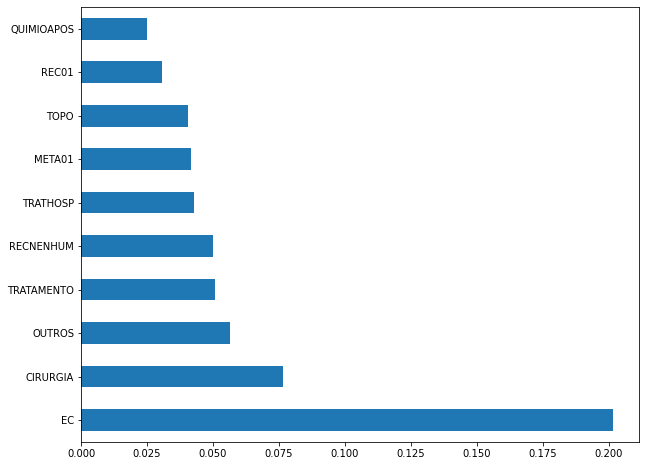 QUIMIOAPOS
REC01
TOPO
META01
TRATHOSP
RECNENHUM
TRATAMENTO
OUTROS
CIRURGIA
EC
0.000 0.025 0.050 0.075 0.100 0.125 0.150 0.175 0.200